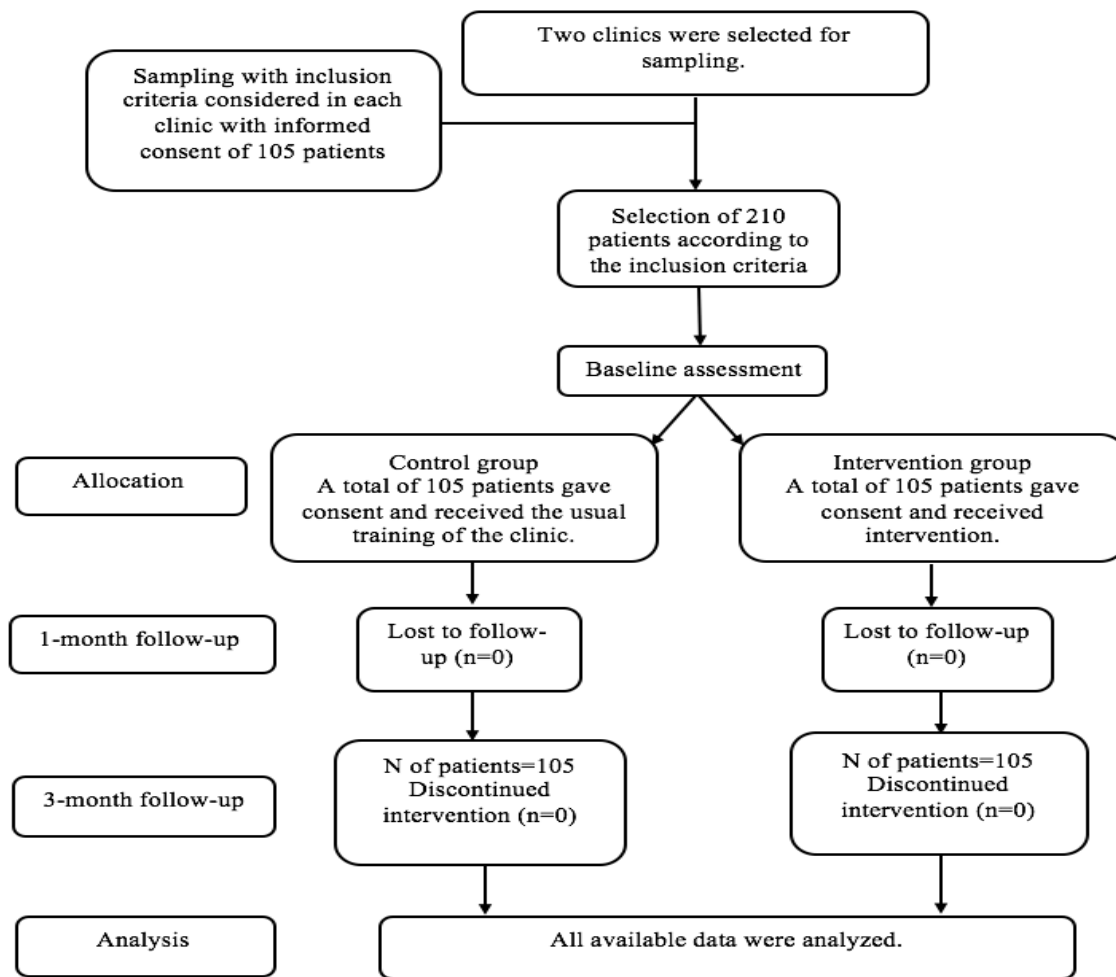 Two clinics were selected for
sampling.
Sampling with inclusion
criteria considered in each
clinic with informed
consent of 105 patients
Selection of 210
patients according to
the inclusion criteria
Baseline assessment
Allocation
Control group
A total of 105 patients gave
consent and received the usual
training of the clinic.
Intervention group
A total of 105 patients gave
consent and received
intervention.
1-month follow-up
Lost to follow-
up (n=0)
Lost to follow-up
(n=0)
3-month follow-up
N of patients=105
Discontinued
intervention (n=0)
N of patients=105
Discontinued
intervention (n=0)
Analysis
All available data were analyzed.